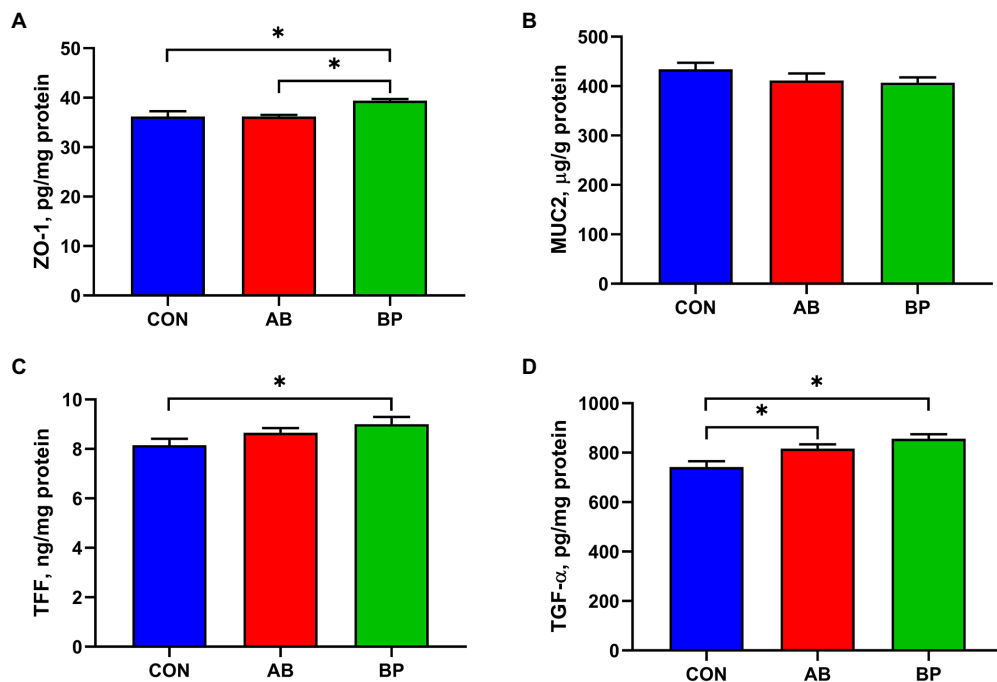 A
ZO-1, pg/mg protein
50
40
30
20
10
0
*
*
CON AB BP
B
MUC2, μg/g protein
500
400
300
200
100
0
CON AB BP
C
TFF, ng/mg protein
10
8
6
4
2
0
*
CON AB BP
D
TGF-α, pg/mg protein
1000
800
600
400
200
0
*
*
CON AB BP